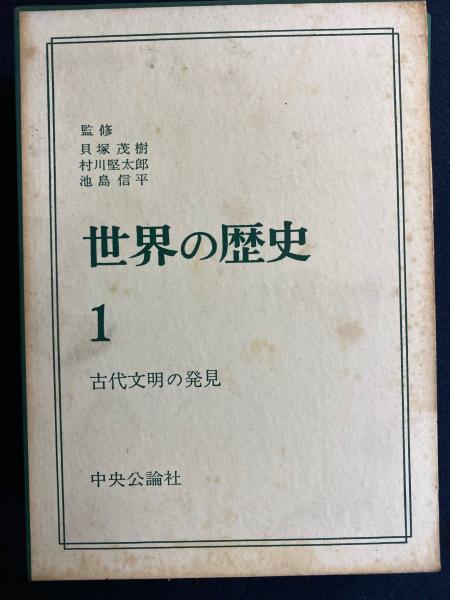 監修
貝塚茂樹
村川堅太郎
池島信平
世界の歴史
1
古代文明の発見
中央公論社